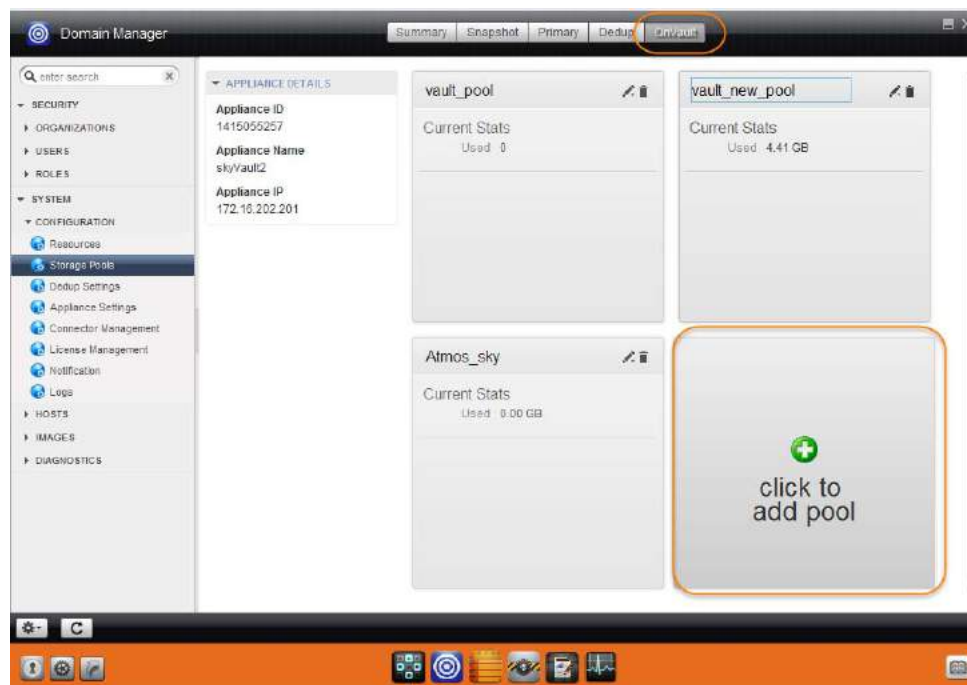 Domain Manager
Summary Snapshot Primary Dedup OnVault
enter search
SECURITY
ORGANIZATIONS
USERS
ROLES
SYSTEM
CONFIGURATION
Resources
Storage Pools
Dedup Settings
Appliance Settings
Connector Management
License Management
Notification
Logs
HOSTS
IMAGES
DIAGNOSTICS
APPLIANCE DETAILS
Appliance ID
1415055257
Appliance Name
skyVault2
Appliance IP
172.16.202.201
vault_pool
Current Stats
Used 0
vault_new_pool
Current Stats
Used 4.41 GB
Atmos_sky
Current Stats
Used 0.00 GB
click to
add pool